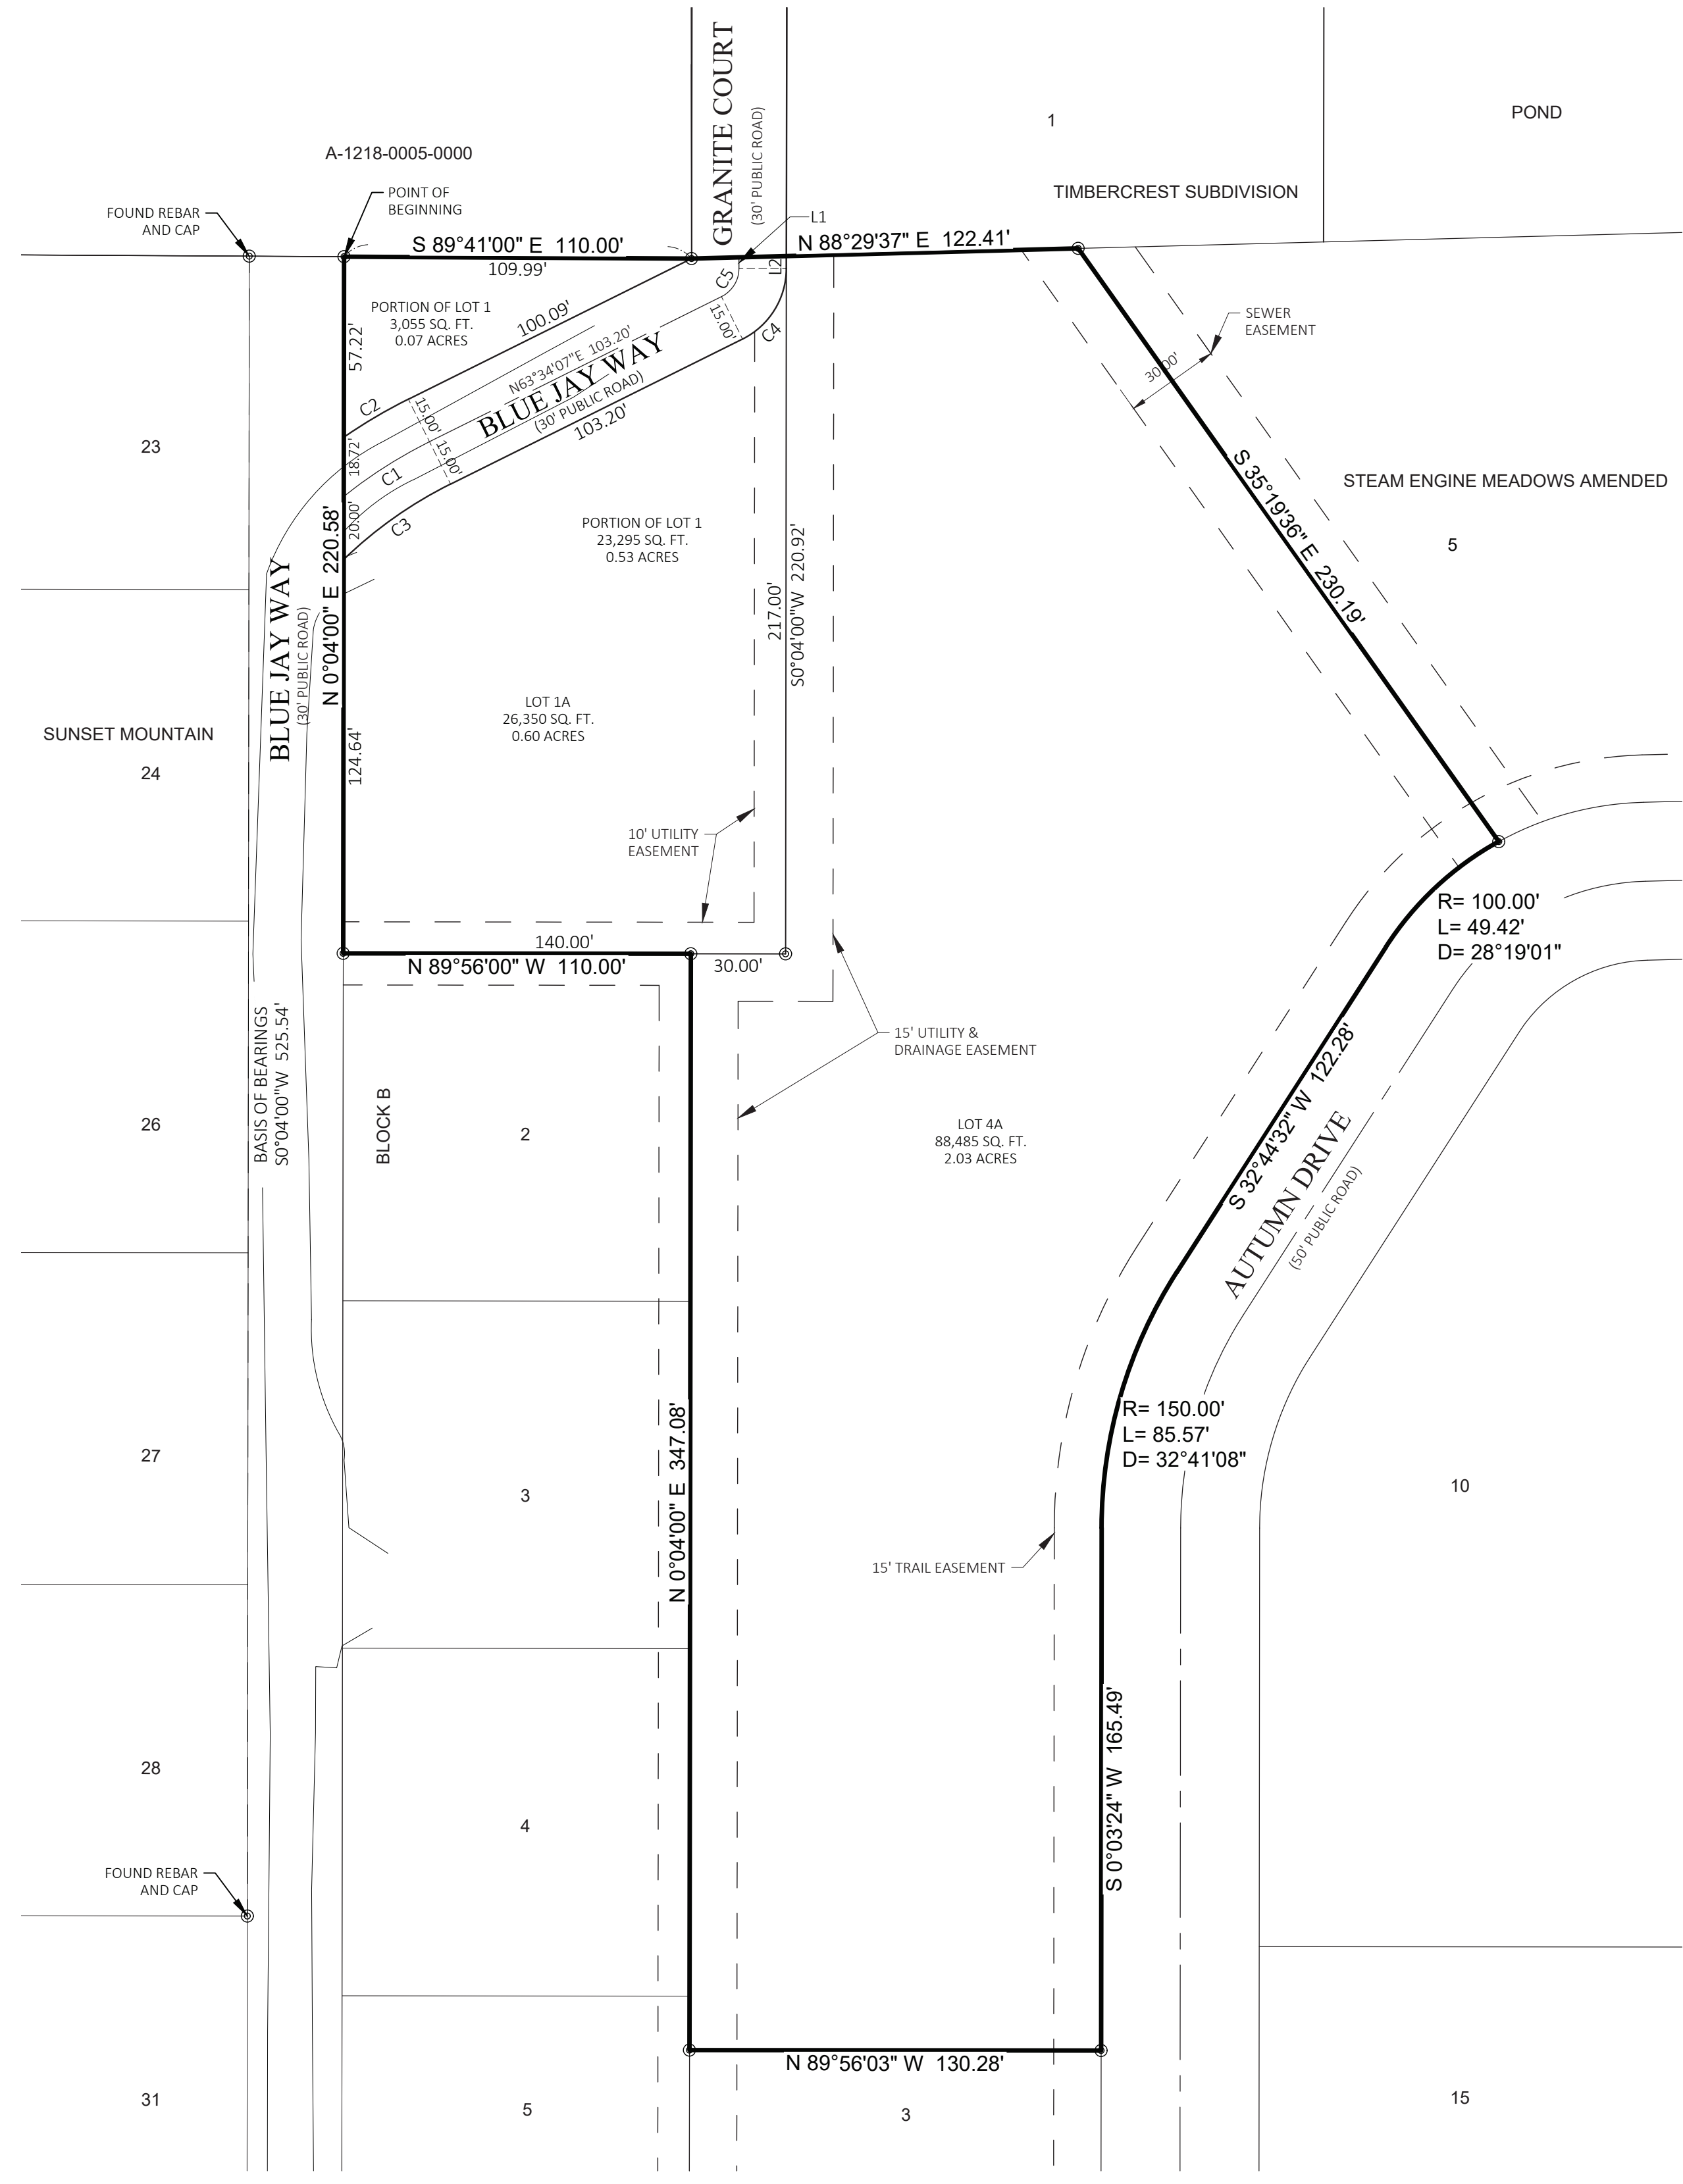 GRANITE COURT
(30' PUBLIC ROAD)
1
POND
A-1218-0005-0000
TIMBERCREST SUBDIVISION
FOUND REBAR
AND CAP
POINT OF
BEGINNING
L1
S 89°41'00" E 110.00'
109.99'
N 88°29'37" E 122.41'
L2
C5
PORTION OF LOT 1
3,055 SQ. FT.
0.07 ACRES
57.22'
100.09'
15.00'
C4
SEWER
EASEMENT
30.00'
N63°34'07"E 103.20'
BLUE JAY WAY
(30' PUBLIC ROAD)
103.20'
C2
15.00'
15.00'
18.72'
C1
20.00'
C3
23
S 35°19'36" E 230.19'
STEAM ENGINE MEADOWS AMENDED
5
PORTION OF LOT 1
23,295 SQ. FT.
0.53 ACRES
N 0°04'00" E 220.58'
217.00'
S0°04'00"W 220.92'
BLUE JAY WAY
(30' PUBLIC ROAD)
124.64'
LOT 1A
26,350 SQ. FT.
0.60 ACRES
SUNSET MOUNTAIN
24
10' UTILITY
EASEMENT
R= 100.00'
L= 49.42'
D= 28°19'01"
140.00'
N 89°56'00" W 110.00'
30.00'
BASIS OF BEARINGS
S0°04'00"W 525.54'
15' UTILITY &
DRAINAGE EASEMENT
26
BLOCK B
2
LOT 4A
88,485 SQ. FT.
2.03 ACRES
S 32°44'32" W 122.28'
AUTUMN DRIVE
(50' PUBLIC ROAD)
R= 150.00'
L= 85.57'
D= 32°41'08"
27
3
N 0°04'00" E 347.08'
10
15' TRAIL EASEMENT
28
4
S 0°03'24" W 165.49'
FOUND REBAR
AND CAP
N 89°56'03" W 130.28'
31
5
3
15